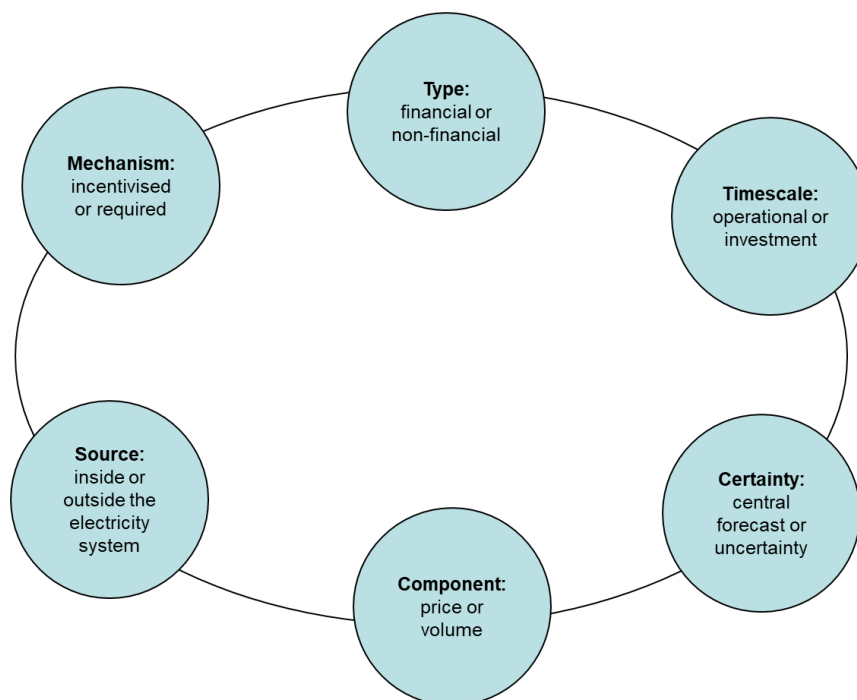 Type:
financial or
non-financial
Mechanism:
incentivised
or required
Timescale:
operational or
investment
Source:
inside or
outside the
electricity
system
Certainty:
central
forecast or
uncertainty
Component:
price or
volume